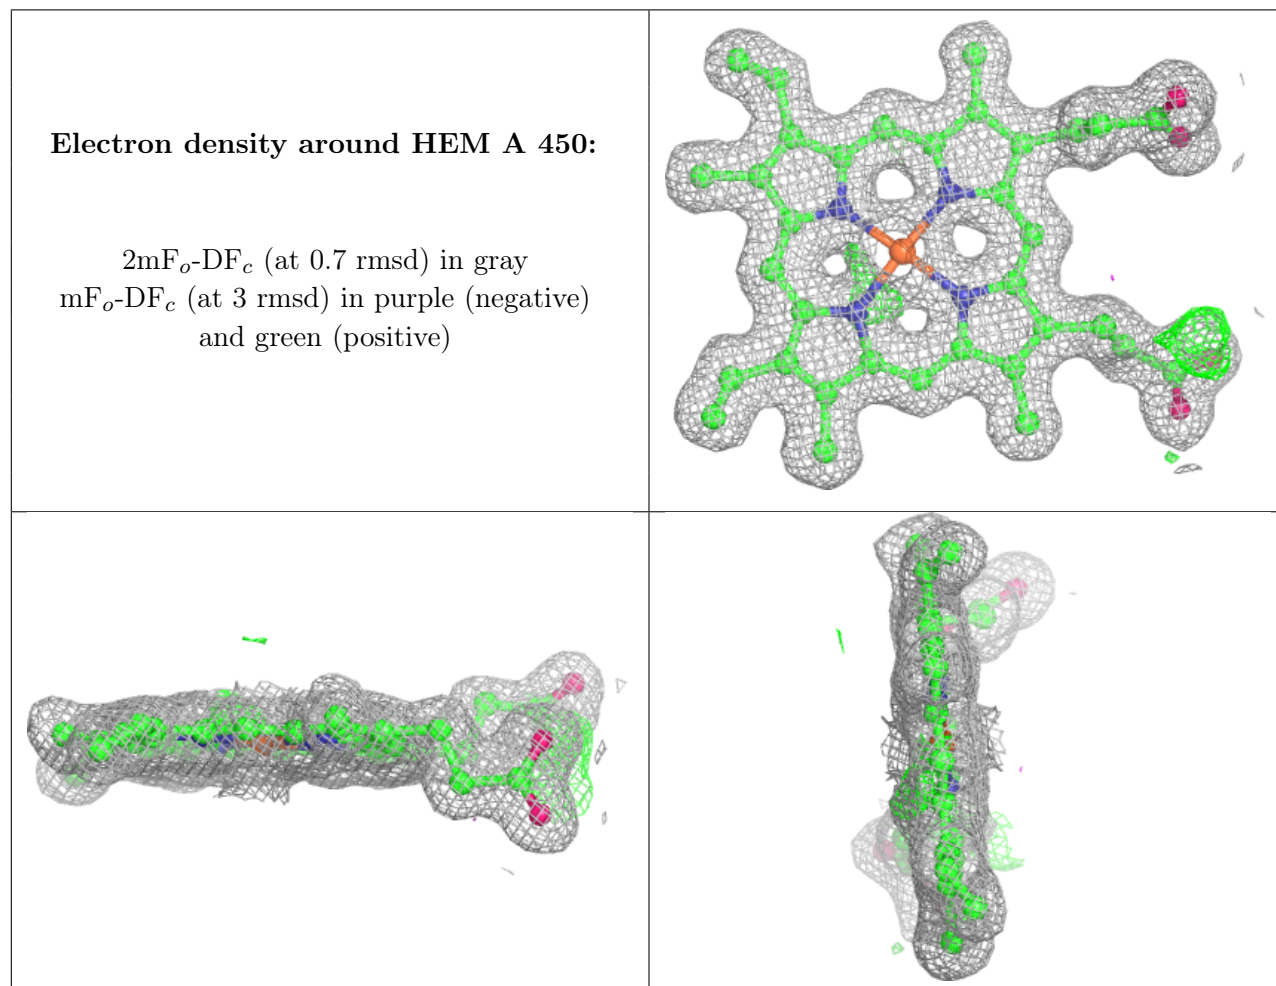 Electron density around HEM A 450:
2mFₒ-DF𝒸 (at 0.7 rmsd) in gray
mFₒ-DF𝒸 (at 3 rmsd) in purple (negative)
and green (positive)